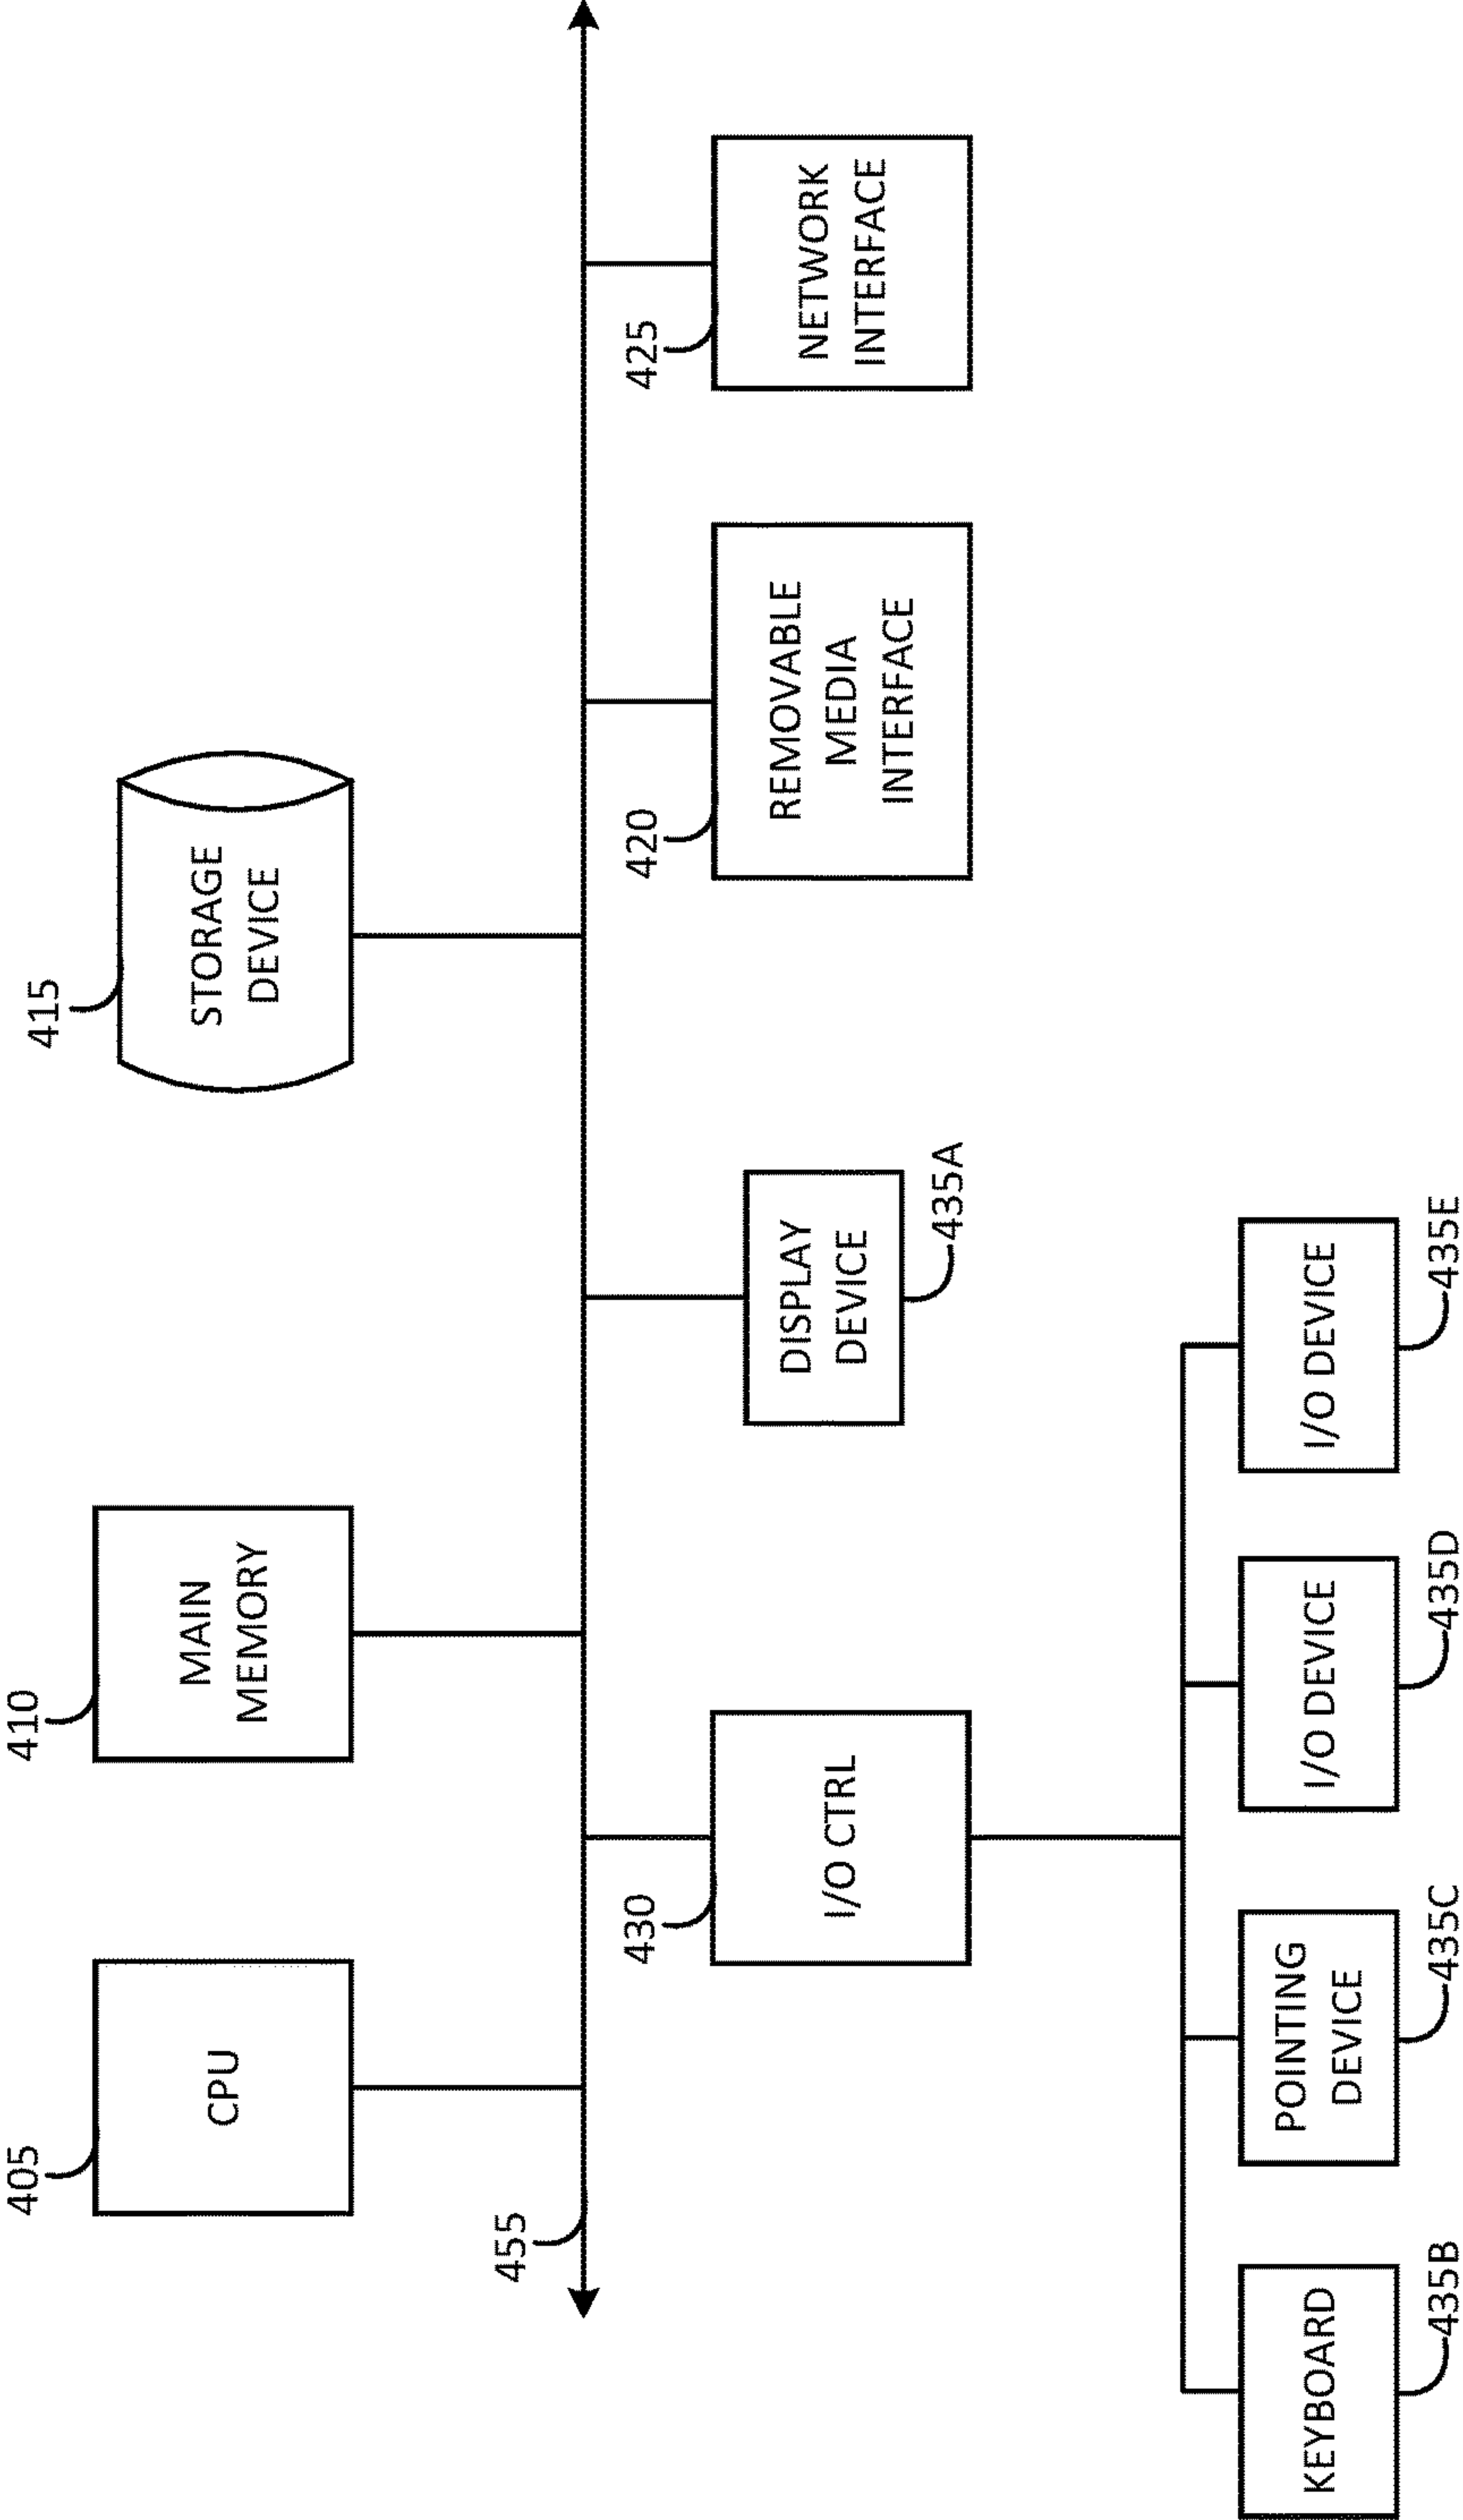 405
CPU
410
MAIN
MEMORY
415
STORAGE
DEVICE
455
430
I/O CTRL
DISPLAY
DEVICE
435A
420
REMOVABLE
MEDIA
INTERFACE
425
NETWORK
INTERFACE
KEYBOARD
435B
POINTING
DEVICE
435C
I/O DEVICE
435D
I/O DEVICE
435E